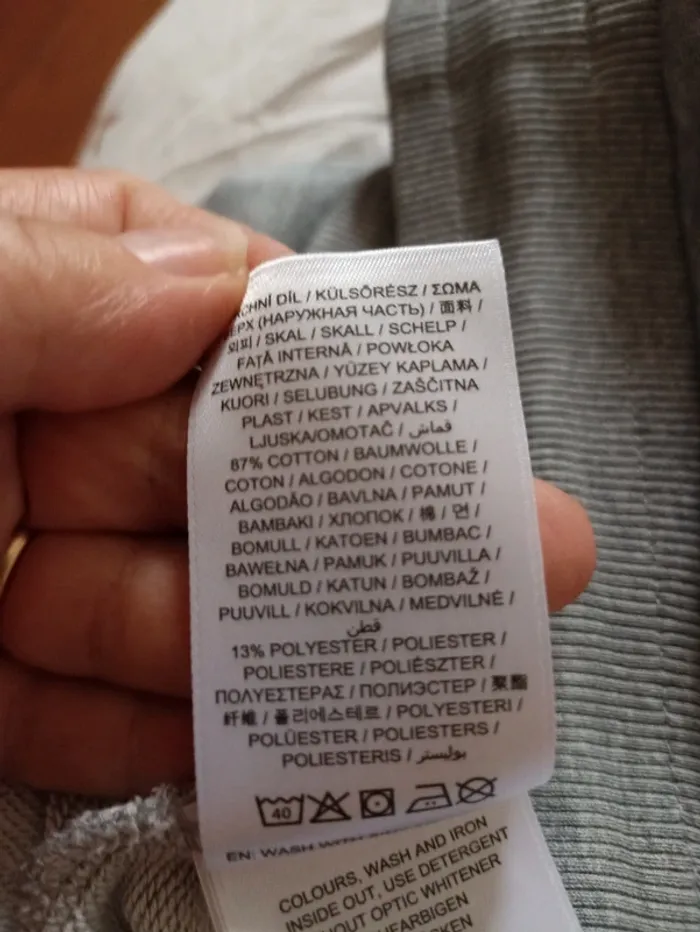 CHNÍ DÍL / KÜLSŐRÉSZ / ΣΩΜΑ
ЕРХ (НАРУЖНАЯ ЧАСТЬ) / 面料 /
외피 / SKAL / SKALL / SCHELP /
FAȚĂ INTERNĂ / POWŁOKA
ZEWNĘTRZNA / YÜZEY KAPLAMA /
KUORI / SELUBUNG / ZAŠČITNA
PLAST / KEST / APVALKS /
LJUSKA/OMOTAČ / قماش
87% COTTON / BAUMWOLLE /
COTON / ALGODON / COTONE /
ALGODÃO / BAVLNA / PAMUT /
BAMBAKI / ХЛОПОК / 棉 / 면 /
BOMULL / KATOEN / BUMBAC /
BAWEŁNA / PAMUK / PUUVILLA /
BOMULD / KATUN / BOMBAŽ /
PUUVILL / KOKVILNA / MEDVILNĖ /
قطن
13% POLYESTER / POLIESTER /
POLIESTERE / POLIÉSZTER /
ΠΟΛΥΕΣΤΕΡΑΣ / ПОЛИЭСТЕР / 聚酯
纤维 / 폴리에스테르 / POLYESTERI /
POLÜESTER / POLIESTERS /
POLIESTERIS / بوليستر
40
EN: WASH WITH
COLOURS, WASH AND IRON
INSIDE OUT, USE DETERGENT
OUT OPTIC WHITENER
FARBIGEN
CKEN